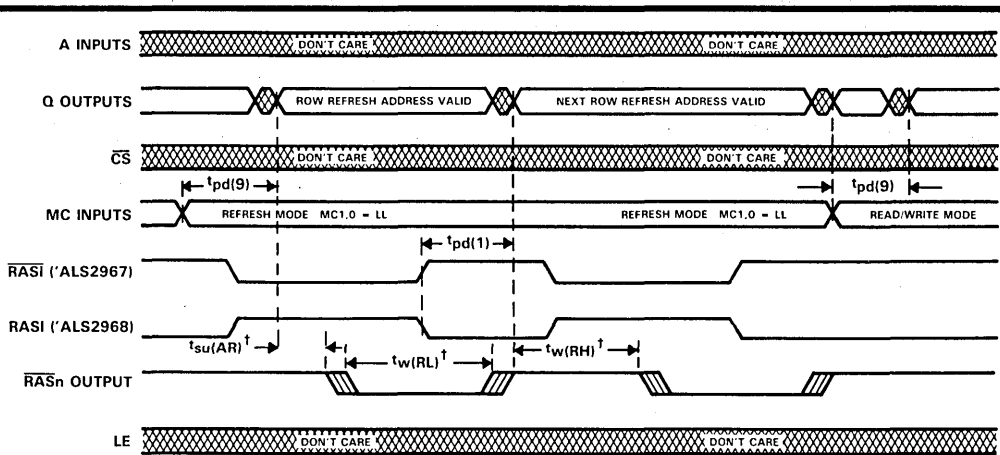 A INPUTS DON'T CARE DON'T CARE
Q OUTPUTS ROW REFRESH ADDRESS VALID NEXT ROW REFRESH ADDRESS VALID
CS DON'T CARE DON'T CARE
tpd(9) tpd(9)
MC INPUTS REFRESH MODE MC1,0 = LL REFRESH MODE MC1,0 = LL READ/WRITE MODE
tpd(1)
RASI ('ALS2967)
RASI ('ALS2968)
tsu(AR)† tw(RL)† tw(RH)†
RASn OUTPUT
LE DON'T CARE DON'T CARE